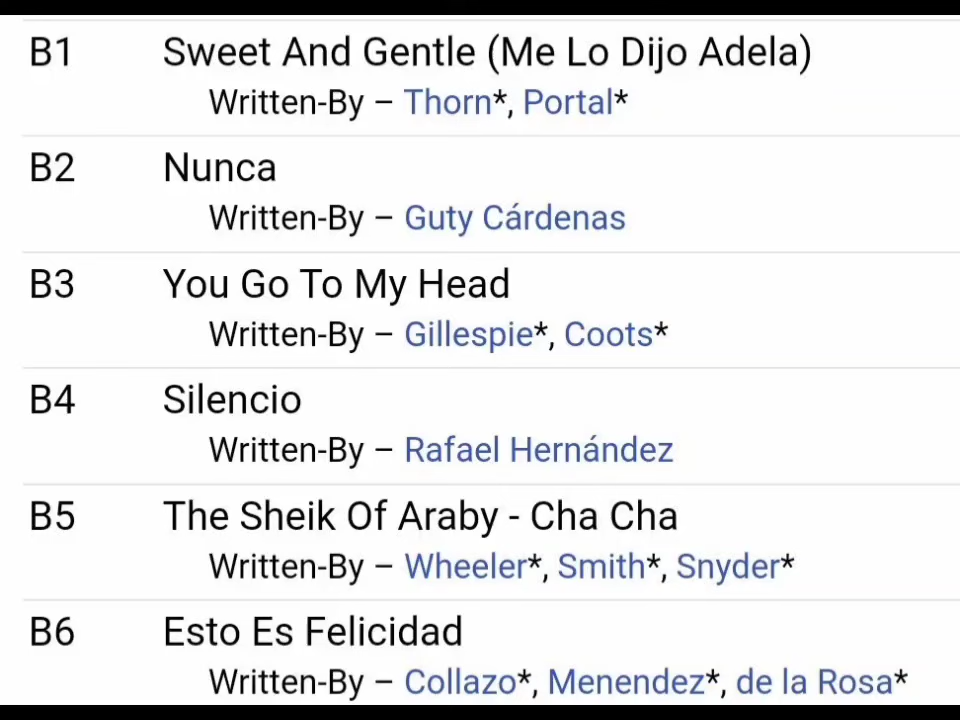 B1 Sweet And Gentle (Me Lo Dijo Adela)
Written-By – Thorn*, Portal*
B2 Nunca
Written-By – Guty Cárdenas
B3 You Go To My Head
Written-By – Gillespie*, Coots*
B4 Silencio
Written-By – Rafael Hernández
B5 The Sheik Of Araby - Cha Cha
Written-By – Wheeler*, Smith*, Snyder*
B6 Esto Es Felicidad
Written-By – Collazo*, Menendez*, de la Rosa*